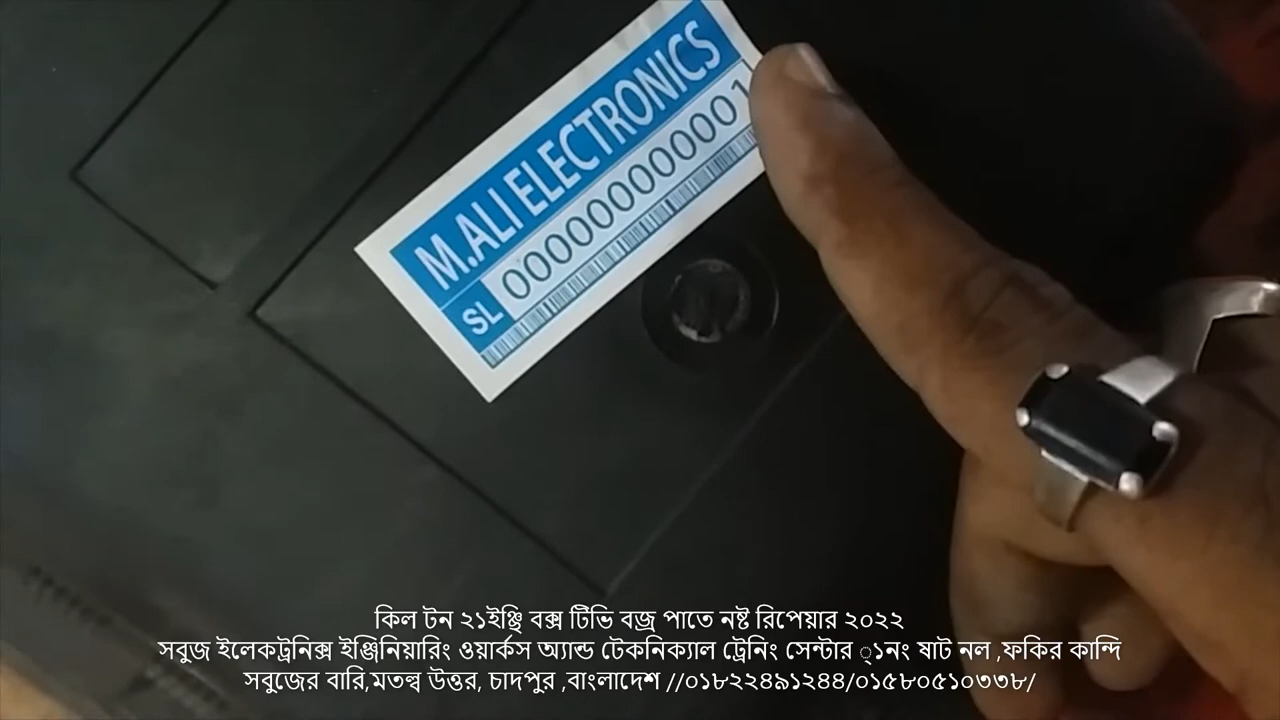 M.ALI ELECTRONICS
SL 00000000001
কিল টন ২১ইঞ্ছি বক্স টিভি বজ্র পাতে নষ্ট রিপেয়ার ২০২২
সবুজ ইলেকট্রনিক্স ইঞ্জিনিয়ারিং ওয়ার্কস অ্যান্ড টেকনিক্যাল ট্রেনিং সেন্টার ্১নং ষাট নল ,ফকির কান্দি
সবুজের বারি,মতল্ব উত্তর, চাদপুর ,বাংলাদেশ //০১৮২২৪৯১২৪৪/০১৫৮০৫১০৩৩৮/